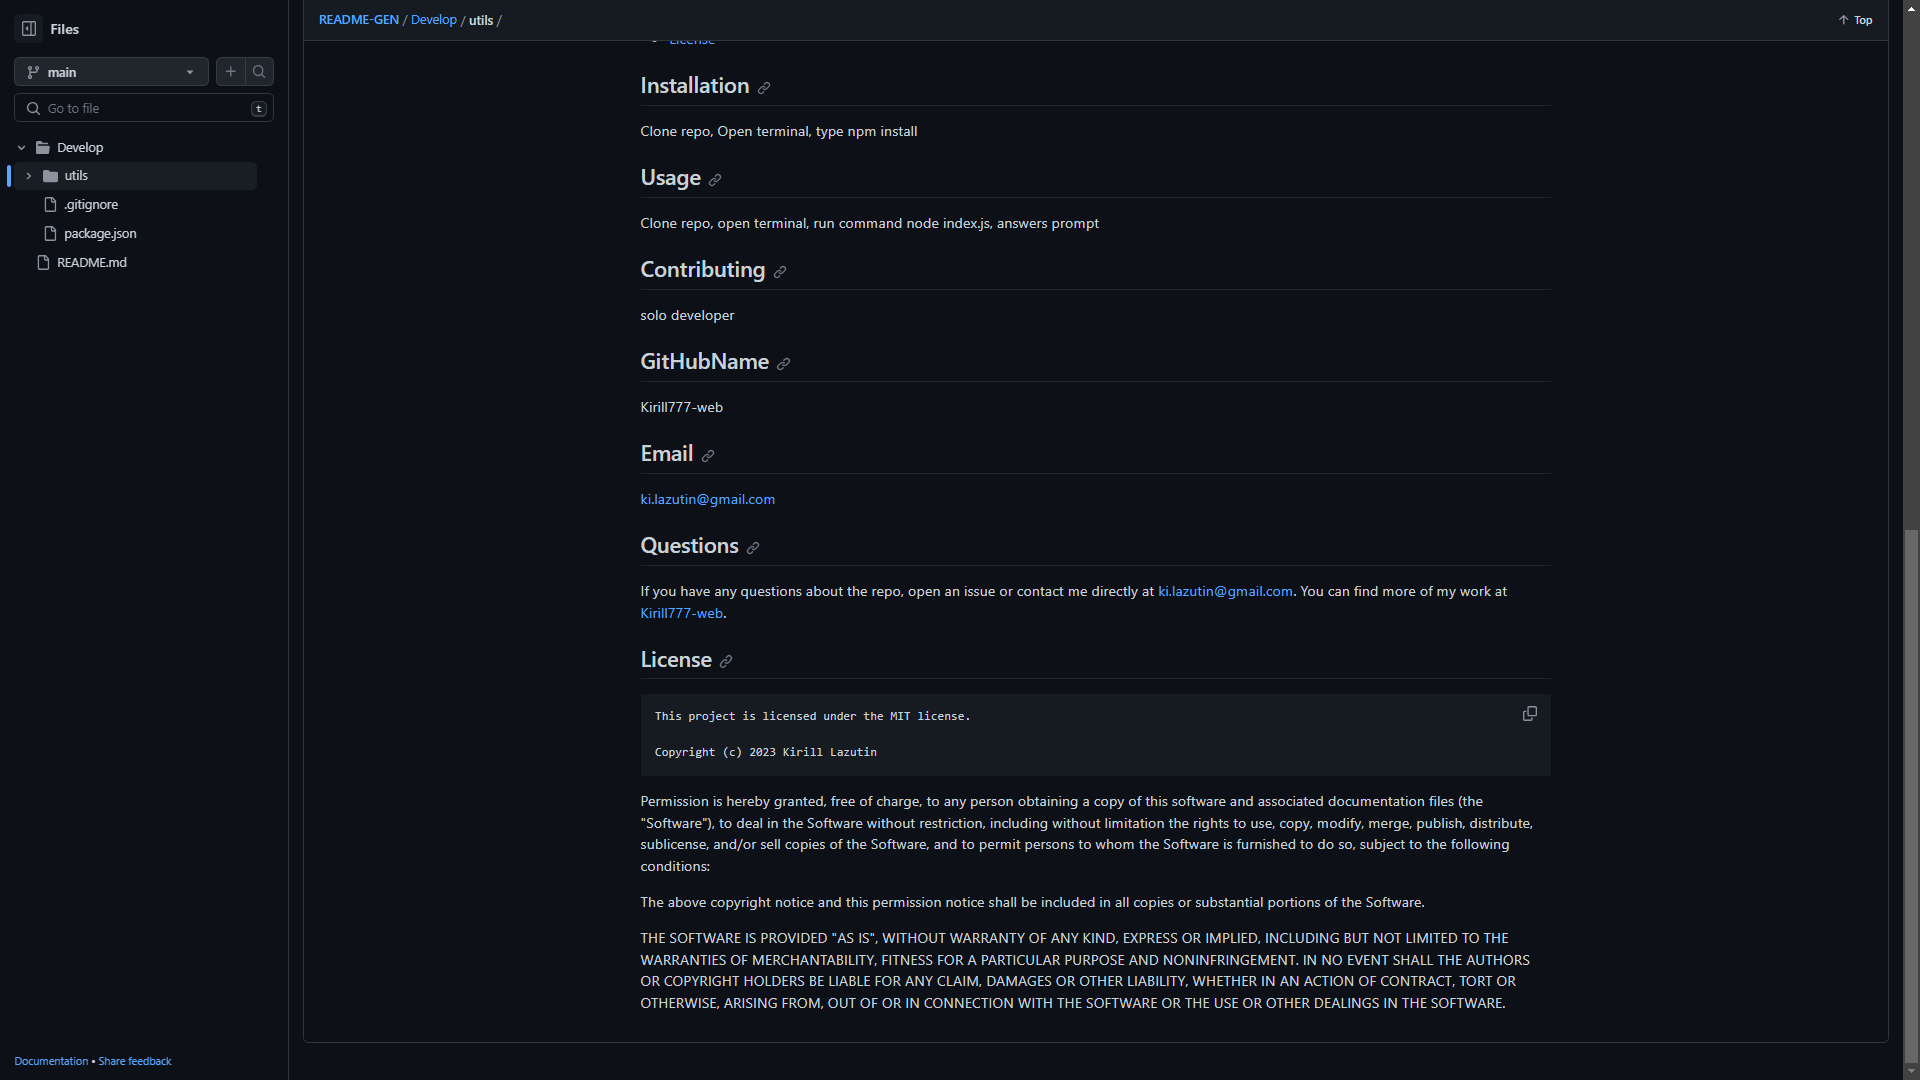 Files
README-GEN / Develop / utils /
Top
main
Go to file
t
Develop
utils
.gitignore
package.json
README.md
License
Installation
Clone repo, Open terminal, type npm install
Usage
Clone repo, open terminal, run command node index.js, answers prompt
Contributing
solo developer
GitHubName
Kirill777-web
Email
ki.lazutin@gmail.com
Questions
If you have any questions about the repo, open an issue or contact me directly at ki.lazutin@gmail.com. You can find more of my work at
Kirill777-web.
License
This project is licensed under the MIT license.
Copyright (c) 2023 Kirill Lazutin
Permission is hereby granted, free of charge, to any person obtaining a copy of this software and associated documentation files (the
"Software"), to deal in the Software without restriction, including without limitation the rights to use, copy, modify, merge, publish, distribute,
sublicense, and/or sell copies of the Software, and to permit persons to whom the Software is furnished to do so, subject to the following
conditions:
The above copyright notice and this permission notice shall be included in all copies or substantial portions of the Software.
THE SOFTWARE IS PROVIDED "AS IS", WITHOUT WARRANTY OF ANY KIND, EXPRESS OR IMPLIED, INCLUDING BUT NOT LIMITED TO THE
WARRANTIES OF MERCHANTABILITY, FITNESS FOR A PARTICULAR PURPOSE AND NONINFRINGEMENT. IN NO EVENT SHALL THE AUTHORS
OR COPYRIGHT HOLDERS BE LIABLE FOR ANY CLAIM, DAMAGES OR OTHER LIABILITY, WHETHER IN AN ACTION OF CONTRACT, TORT OR
OTHERWISE, ARISING FROM, OUT OF OR IN CONNECTION WITH THE SOFTWARE OR THE USE OR OTHER DEALINGS IN THE SOFTWARE.
Documentation • Share feedback